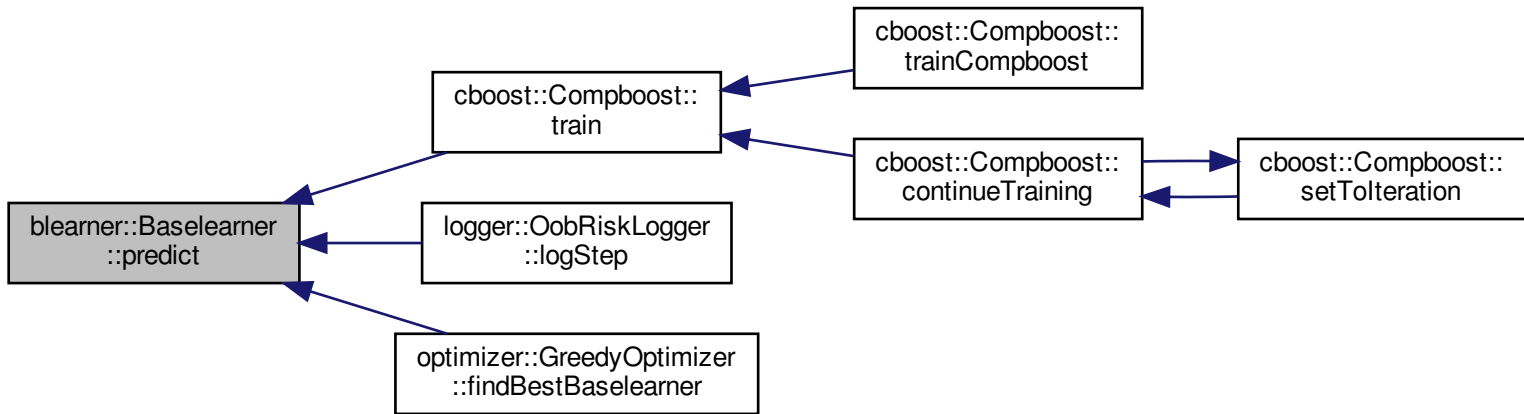 cboost::Compboost::
trainCompboost
cboost::Compboost::
train
cboost::Compboost::
continueTraining
cboost::Compboost::
setToIteration
blearner::Baselearner
::predict
logger::OobRiskLogger
::logStep
optimizer::GreedyOptimizer
::findBestBaselearner